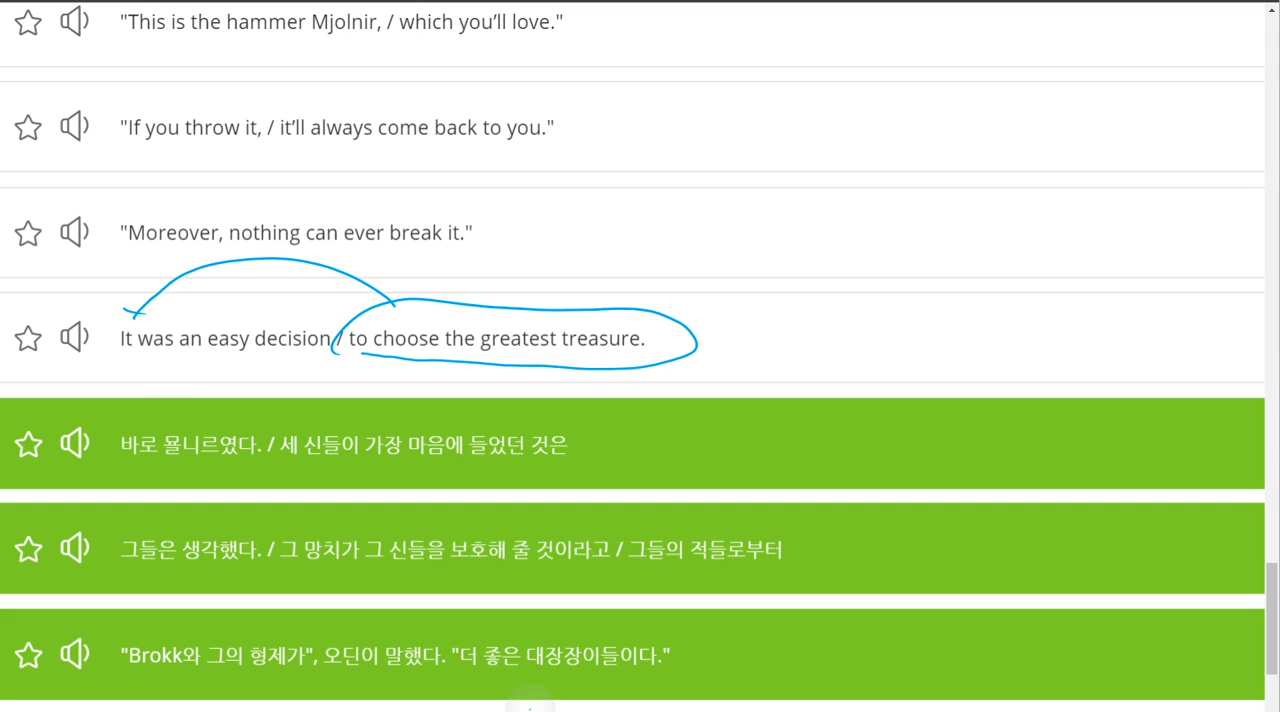 "This is the hammer Mjolnir, / which you’ll love."
"If you throw it, / it’ll always come back to you."
"Moreover, nothing can ever break it."
It was an easy decision / to choose the greatest treasure.
바로 묠니르였다. / 세 신들이 가장 마음에 들었던 것은
그들은 생각했다. / 그 망치가 그 신들을 보호해 줄 것이라고 / 그들의 적들로부터
"Brokk와 그의 형제가", 오딘이 말했다. "더 좋은 대장장이들이다."